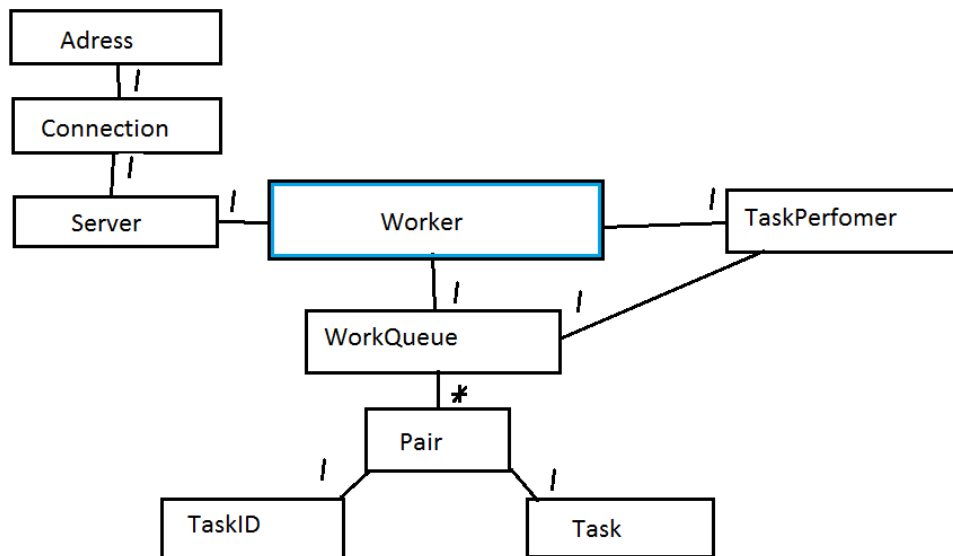 Adress
1
Connection
1
Server
1
Worker
1
TaskPerfomer
1
1
WorkQueue
*
Pair
1
1
TaskID
Task